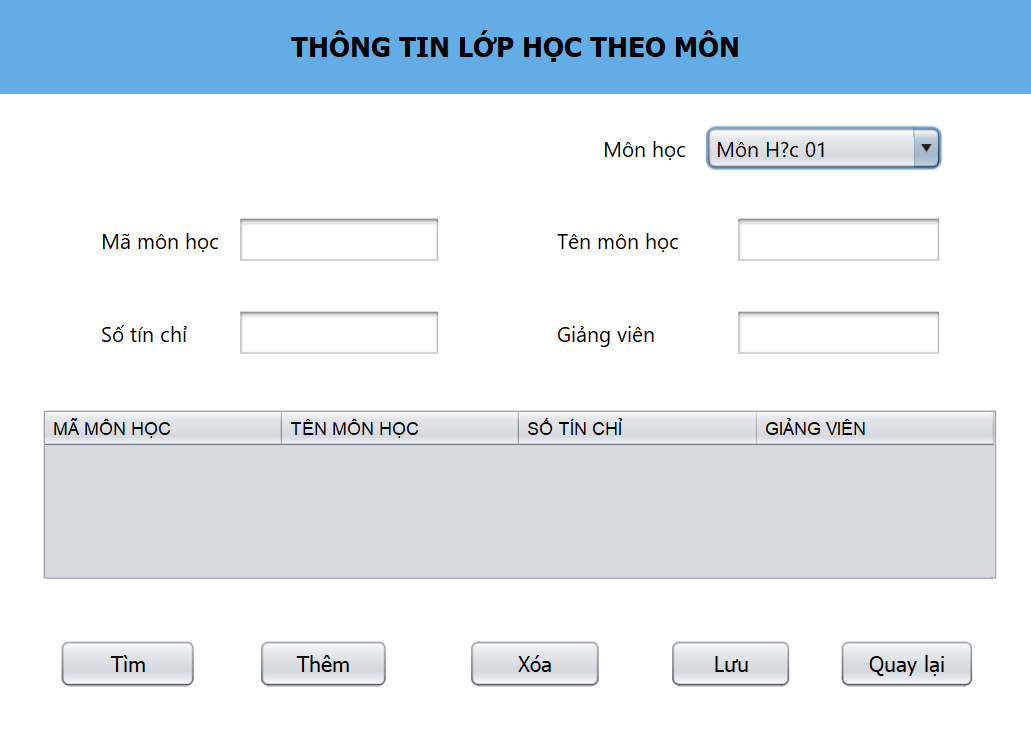 THÔNG TIN LỚP HỌC THEO MÔN
Môn học Môn H?c 01
Mã môn học Tên môn học
Số tín chỉ Giảng viên
MÃ MÔN HỌC TÊN MÔN HỌC SỐ TÍN CHỈ GIẢNG VIÊN
Tìm Thêm Xóa Lưu Quay lại